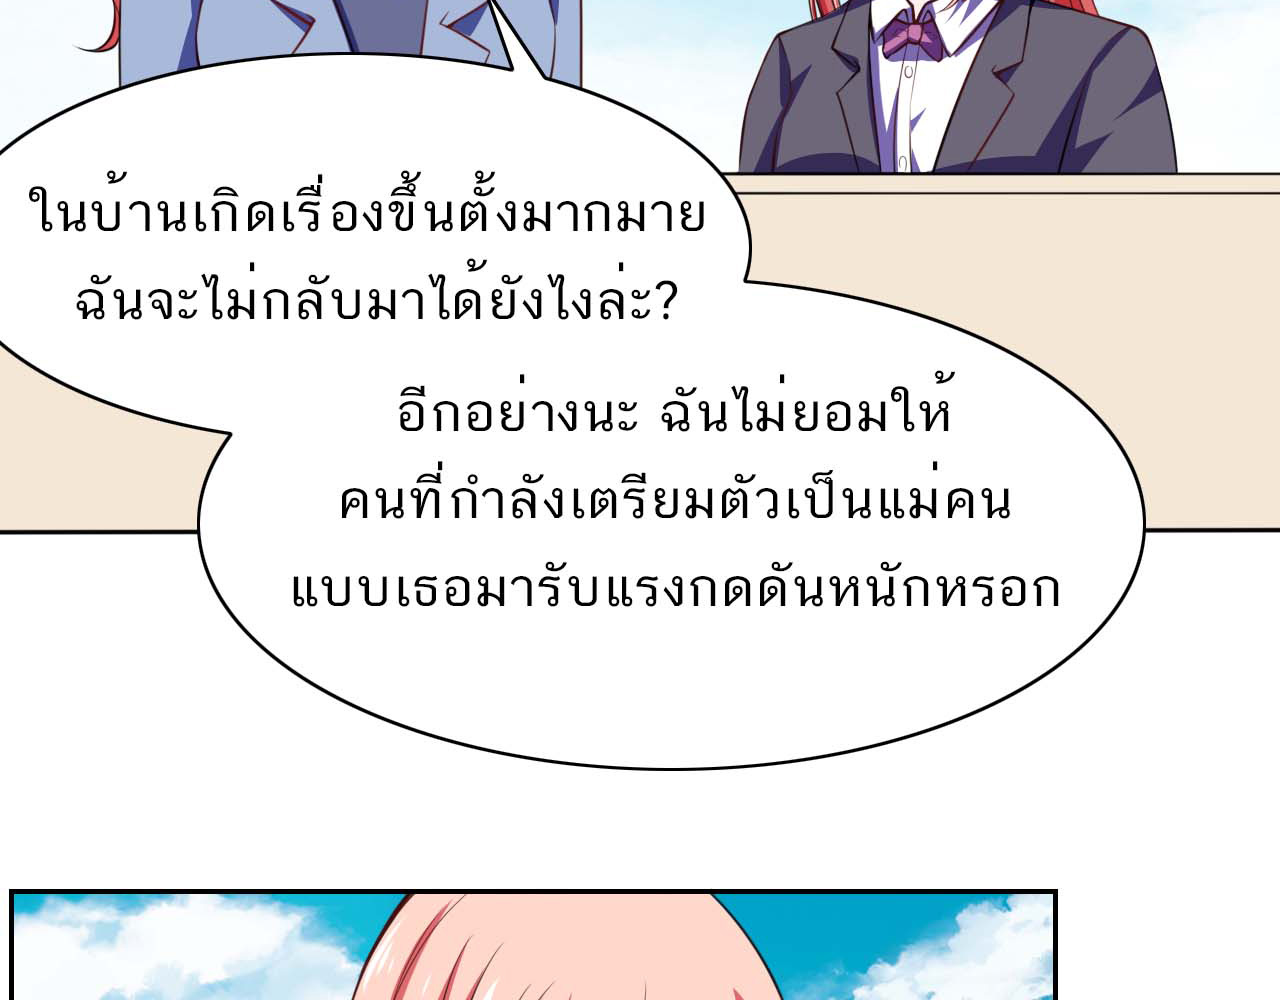 ในบ้านเกิดเรื่องขึ้นตั้งมากมาย
ฉันจะไม่กลับมาได้ยังไงล่ะ?
อีกอย่างนะ ฉันไม่ยอมให้
คนที่กำลังเตรียมตัวเป็นแม่คน
แบบเธอมารับแรงกดดันหนักหรอก